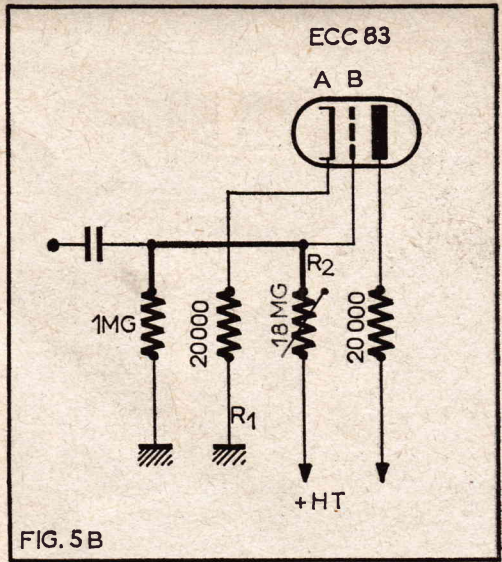 ECC 83
A B
R2
1MG
20000
18 MG
20 000
R1
+HT
FIG. 5 B